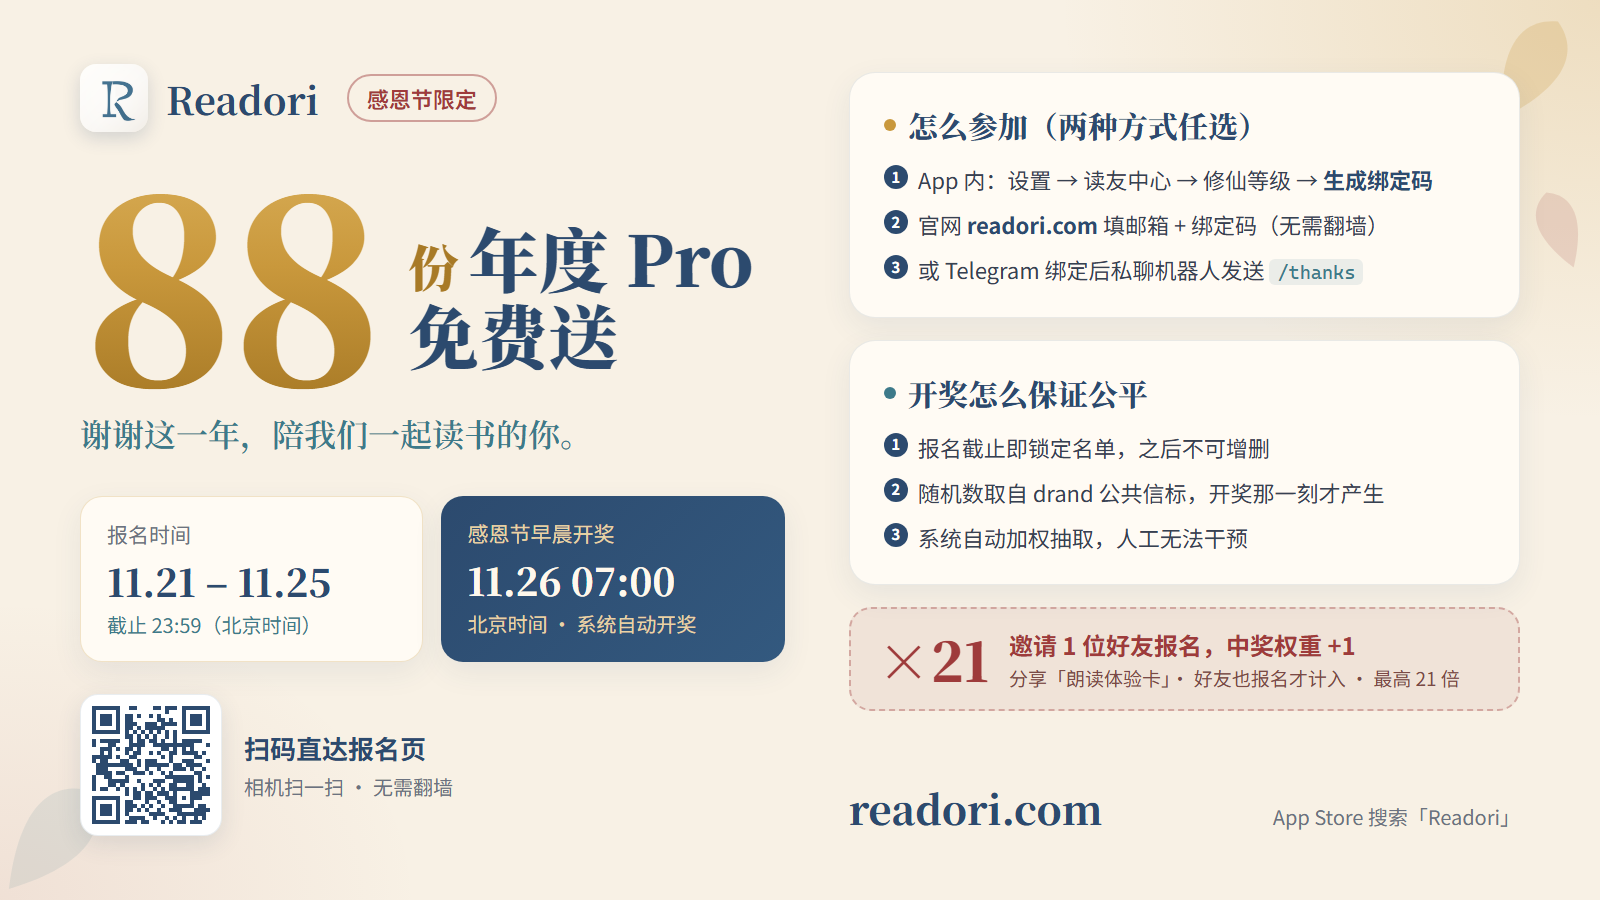 Readori
感恩节限定
88
份年度 Pro
免费送
谢谢这一年，陪我们一起读书的你。
报名时间
11.21 – 11.25
截止 23:59（北京时间）
感恩节早晨开奖
11.26 07:00
北京时间 · 系统自动开奖
扫码直达报名页
相机扫一扫 · 无需翻墙
怎么参加（两种方式任选）
1 App 内：设置 → 读友中心 → 修仙等级 → 生成绑定码
2 官网 readori.com 填邮箱 + 绑定码（无需翻墙）
3 或 Telegram 绑定后私聊机器人发送 /thanks
开奖怎么保证公平
1 报名截止即锁定名单，之后不可增删
2 随机数取自 drand 公共信标，开奖那一刻才产生
3 系统自动加权抽取，人工无法干预
×21
邀请 1 位好友报名，中奖权重 +1
分享「朗读体验卡」· 好友也报名才计入 · 最高 21 倍
readori.com
App Store 搜索「Readori」